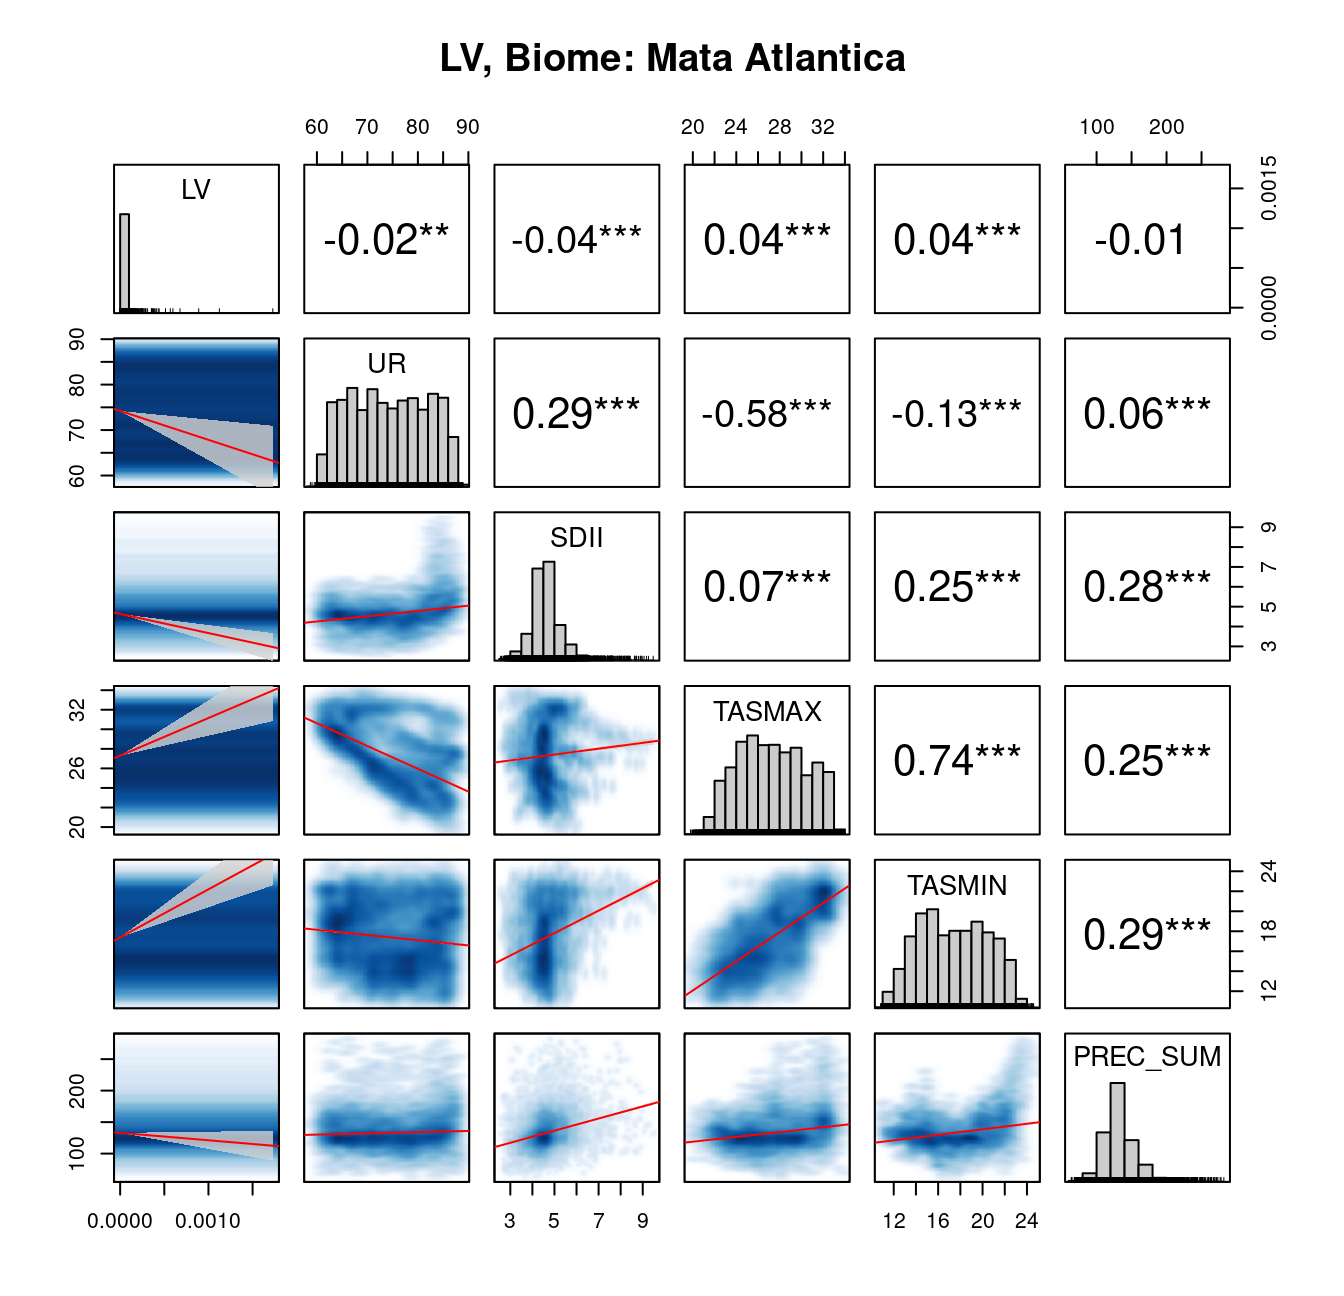 LV, Biome: Mata Atlantica
60 70 80 90 20 24 28 32 100 200
LV -0.02** -0.04*** 0.04*** 0.04*** -0.01 0.0000 0.0015
60 70 80 90 UR 0.29*** -0.58*** -0.13*** 0.06***
SDII 0.07*** 0.25*** 0.28*** 3 5 7 9
20 26 32 TASMAX 0.74*** 0.25***
TASMIN 0.29*** 12 18 24
100 200 PREC_SUM
0.0000 0.0010 3 5 7 9 12 16 20 24